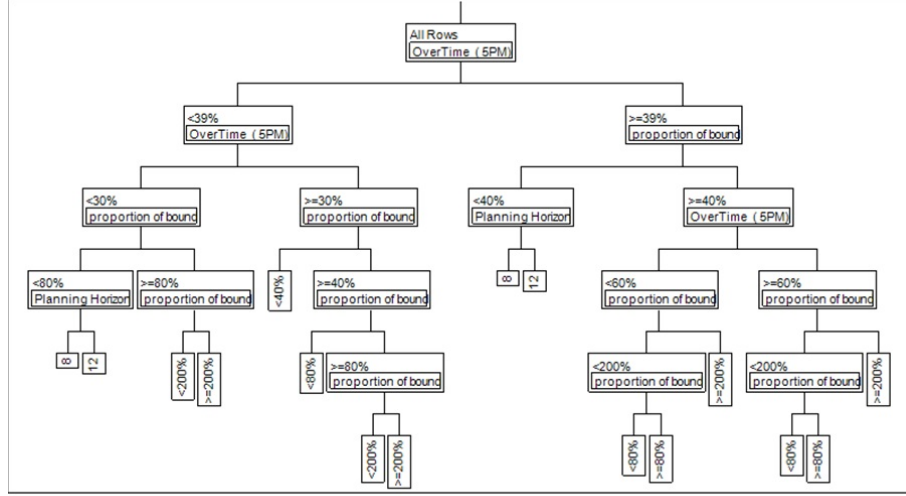 All Rows
OverTime (5PM)
<39%
OverTime (5PM)
>=39%
proportion of bound
<30%
proportion of bound
>=30%
proportion of bound
<40%
Planning Horizon
>=40%
OverTime (5PM)
<80%
Planning Horizon
>=80%
proportion of bound
<40%
>=40%
proportion of bound
8
12
<60%
proportion of bound
>=60%
proportion of bound
8
12
<200%
>=200%
<80%
>=80%
proportion of bound
<200%
proportion of bound
>=200%
<200%
proportion of bound
>=200%
<200%
>=200%
<80%
>=80%
<80%
>=80%